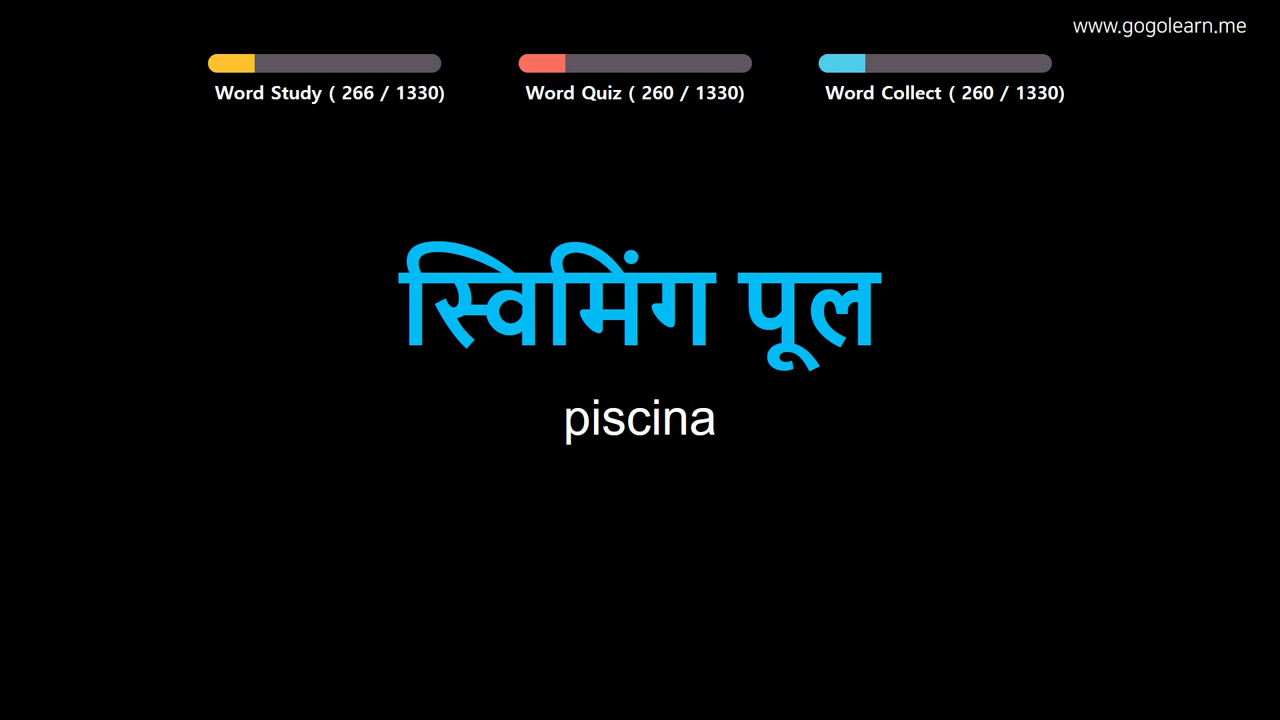 www.gogolearn.me
Word Study ( 266 / 1330)
Word Quiz ( 260 / 1330)
Word Collect ( 260 / 1330)
स्विमिंग पूल
piscina